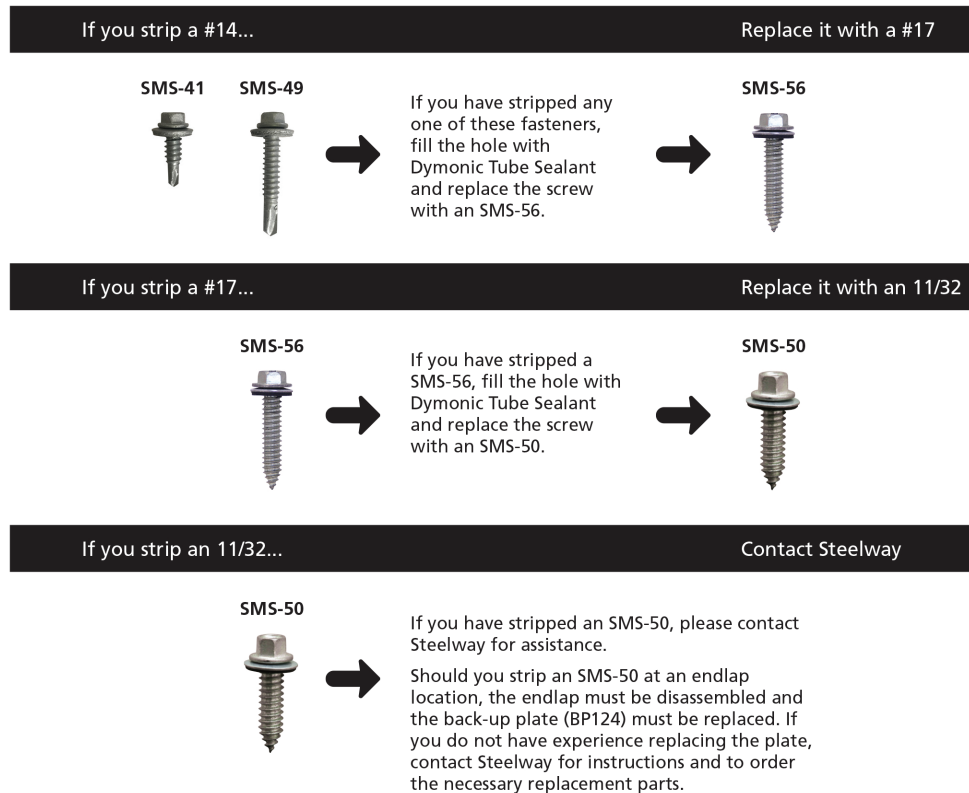 If you strip a #14...
Replace it with a #17
SMS-41
SMS-49
If you have stripped any
one of these fasteners,
fill the hole with
Dymonic Tube Sealant
and replace the screw
with an SMS-56.
SMS-56
If you strip a #17...
Replace it with an 11/32
SMS-56
If you have stripped a
SMS-56, fill the hole with
Dymonic Tube Sealant
and replace the screw
with an SMS-50.
SMS-50
If you strip an 11/32...
Contact Steelway
SMS-50
If you have stripped an SMS-50, please contact
Steelway for assistance.
Should you strip an SMS-50 at an endlap
location, the endlap must be disassembled and
the back-up plate (BP124) must be replaced. If
you do not have experience replacing the plate,
contact Steelway for instructions and to order
the necessary replacement parts.